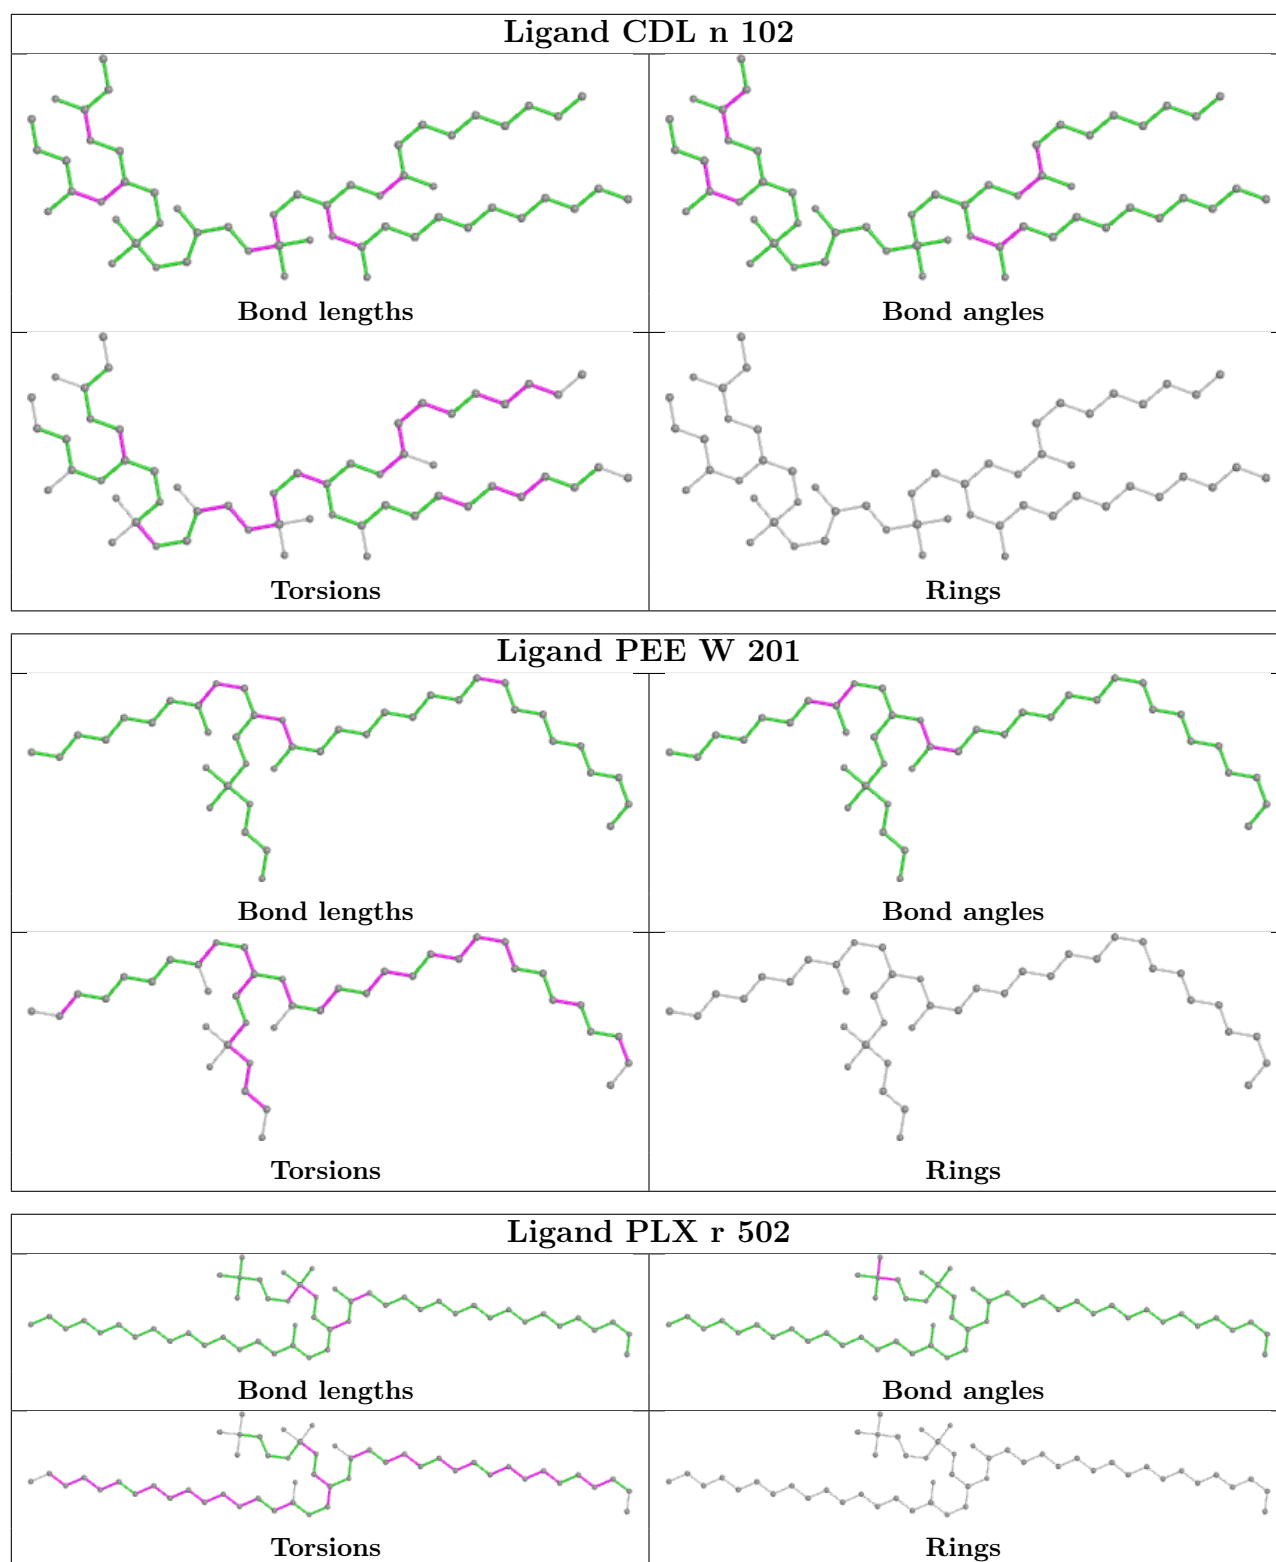 Ligand CDL n 102
Bond lengths
Bond angles
Torsions
Rings
Ligand PEE W 201
Bond lengths
Bond angles
Torsions
Rings
Ligand PLX r 502
Bond lengths
Bond angles
Torsions
Rings